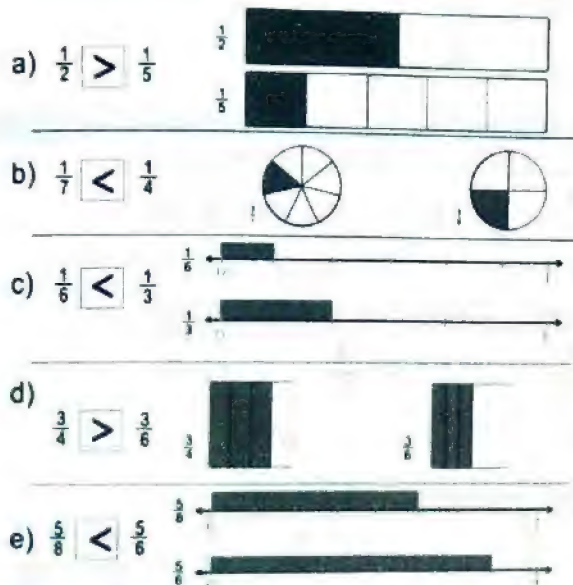 1/2
a) 1/2 > 1/5
1/5
b) 1/7 < 1/4
1/6
c) 1/6 < 1/3
1/3
d)
3/4 > 3/6
3/4 3/6
5/8
e) 5/8 < 5/6
5/6